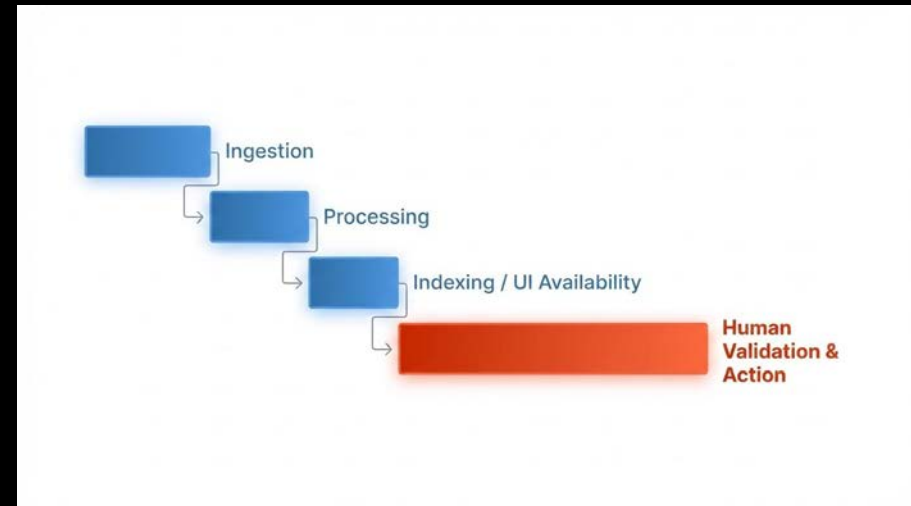 Ingestion
Processing
Indexing / UI Availability
Human
Validation &
Action